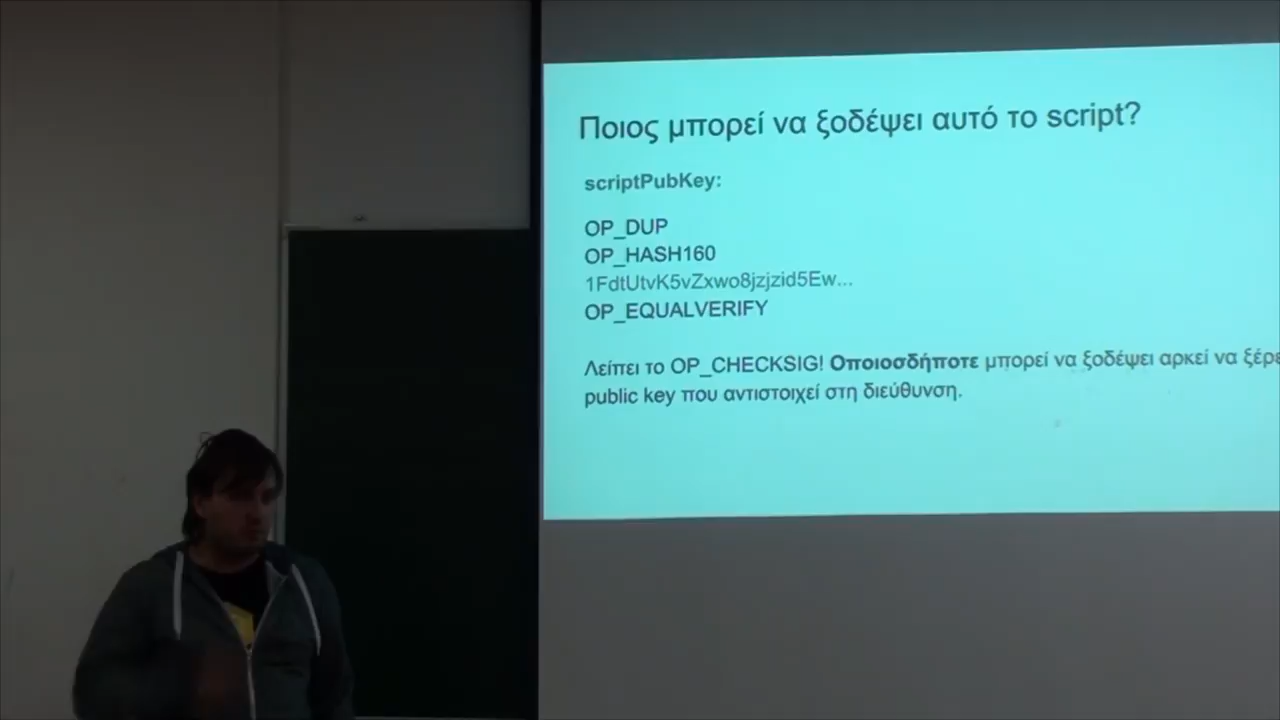 Ποιος μπορεί να ξοδέψει αυτό το script?
scriptPubKey:
OP_DUP
OP_HASH160
1FdtUtvK5vZxwo8jzjzid5Ew...
OP_EQUALVERIFY
Λείπει το OP_CHECKSIG! Οποιοσδήποτε μπορεί να ξοδέψει αρκεί να
public key που αντιστοιχεί στη διεύθυνση.